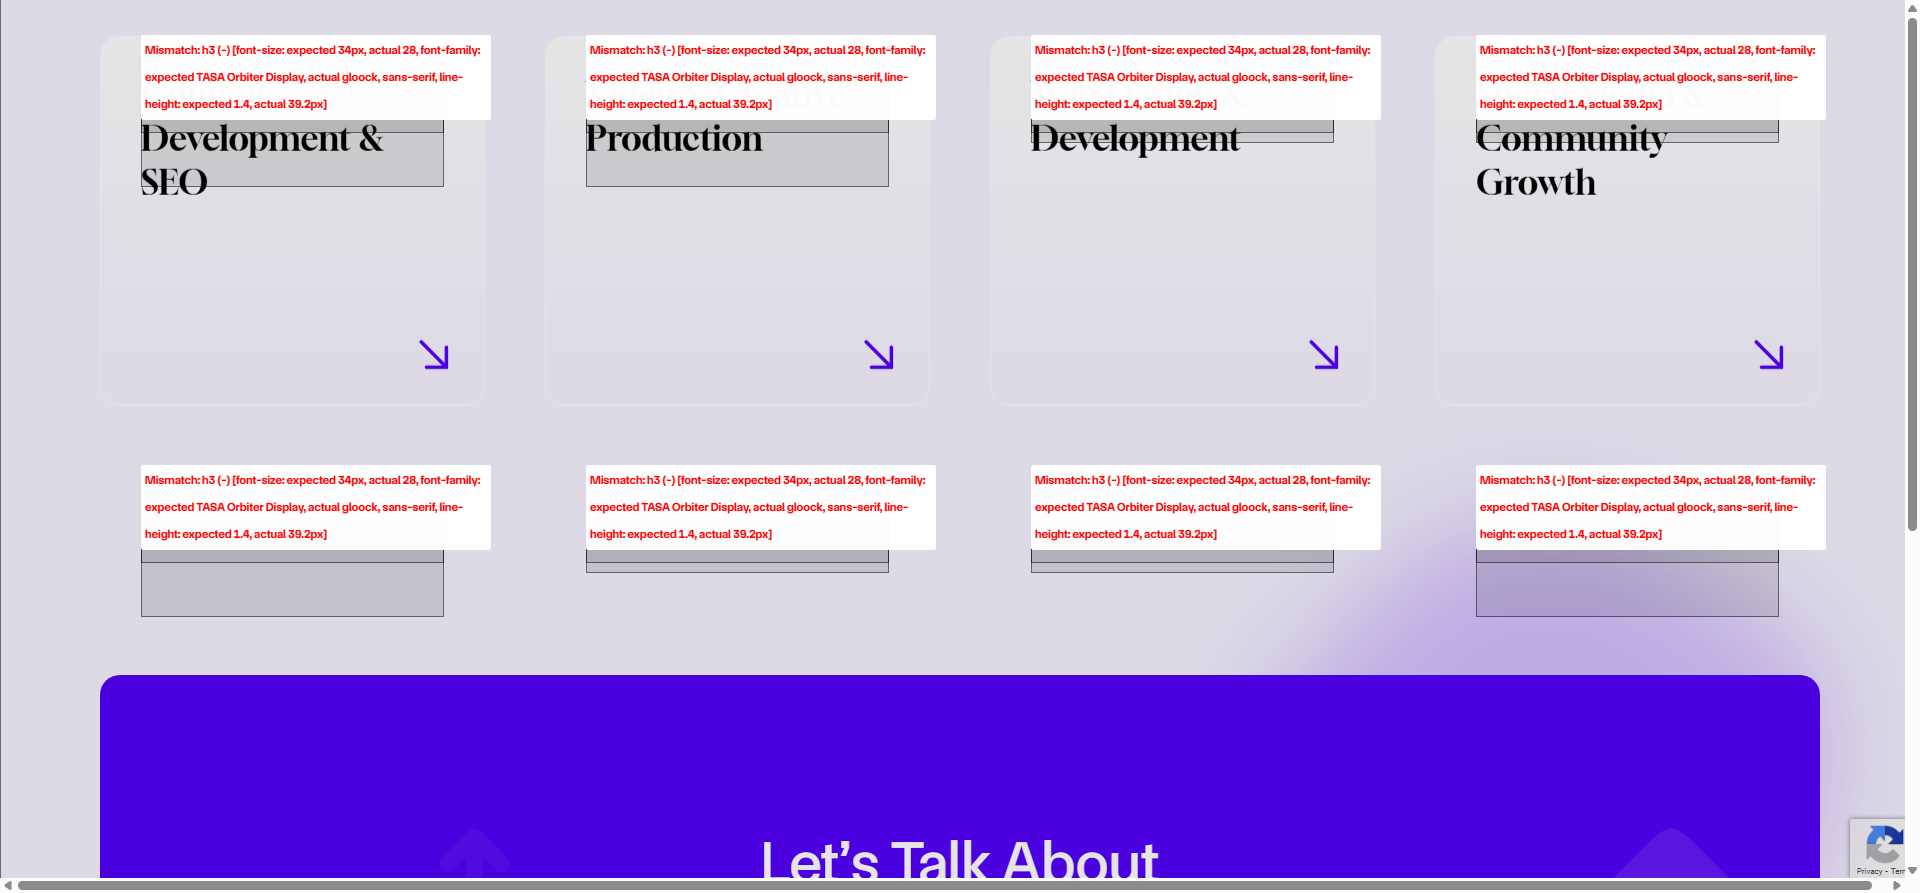 Mismatch: h3 (-) [font-size: expected 34px, actual 28, font-family:
expected TASA Orbiter Display, actual gloock, sans-serif, line-
height: expected 1.4, actual 39.2px]
Development &
SEO
Mismatch: h3 (-) [font-size: expected 34px, actual 28, font-family:
expected TASA Orbiter Display, actual gloock, sans-serif, line-
height: expected 1.4, actual 39.2px]
Production
Mismatch: h3 (-) [font-size: expected 34px, actual 28, font-family:
expected TASA Orbiter Display, actual gloock, sans-serif, line-
height: expected 1.4, actual 39.2px]
Development
Mismatch: h3 (-) [font-size: expected 34px, actual 28, font-family:
expected TASA Orbiter Display, actual gloock, sans-serif, line-
height: expected 1.4, actual 39.2px]
Community
Growth
Mismatch: h3 (-) [font-size: expected 34px, actual 28, font-family:
expected TASA Orbiter Display, actual gloock, sans-serif, line-
height: expected 1.4, actual 39.2px]
Mismatch: h3 (-) [font-size: expected 34px, actual 28, font-family:
expected TASA Orbiter Display, actual gloock, sans-serif, line-
height: expected 1.4, actual 39.2px]
Mismatch: h3 (-) [font-size: expected 34px, actual 28, font-family:
expected TASA Orbiter Display, actual gloock, sans-serif, line-
height: expected 1.4, actual 39.2px]
Mismatch: h3 (-) [font-size: expected 34px, actual 28, font-family:
expected TASA Orbiter Display, actual gloock, sans-serif, line-
height: expected 1.4, actual 39.2px]
Let's Talk About
Privacy -